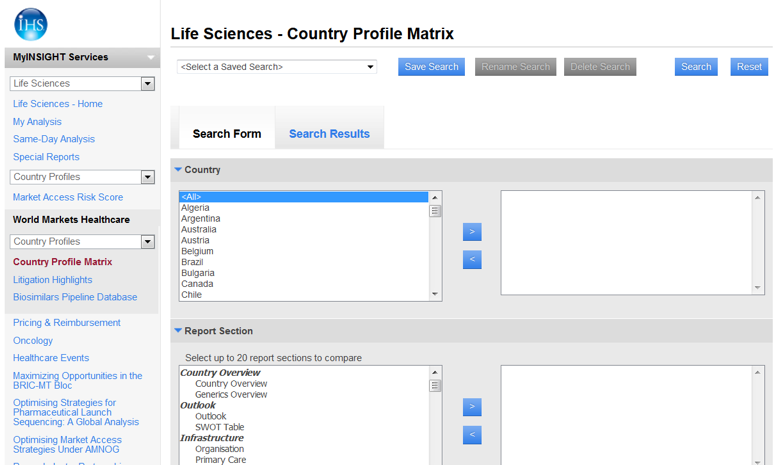 IHS
MyINSIGHT Services
Life Sciences
Life Sciences - Home
My Analysis
Same-Day Analysis
Special Reports
Country Profiles
Market Access Risk Score
World Markets Healthcare
Country Profiles
Country Profile Matrix
Litigation Highlights
Biosimilars Pipeline Database
Pricing & Reimbursement
Oncology
Healthcare Events
Maximizing Opportunities in the
BRIC-MT Bloc
Optimising Strategies for
Pharmaceutical Launch
Sequencing: A Global Analysis
Optimising Market Access
Strategies Under AMNOG
Life Sciences - Country Profile Matrix
<Select a Saved Search>
Save Search
Rename Search
Delete Search
Search
Reset
Search Form
Search Results
Country
<All>
Algeria
Argentina
Australia
Austria
Belgium
Brazil
Bulgaria
Canada
Chile
>
<
Report Section
Select up to 20 report sections to compare
Country Overview
Country Overview
Generics Overview
Outlook
Outlook
SWOT Table
Infrastructure
Organisation
Primary Care
>
<